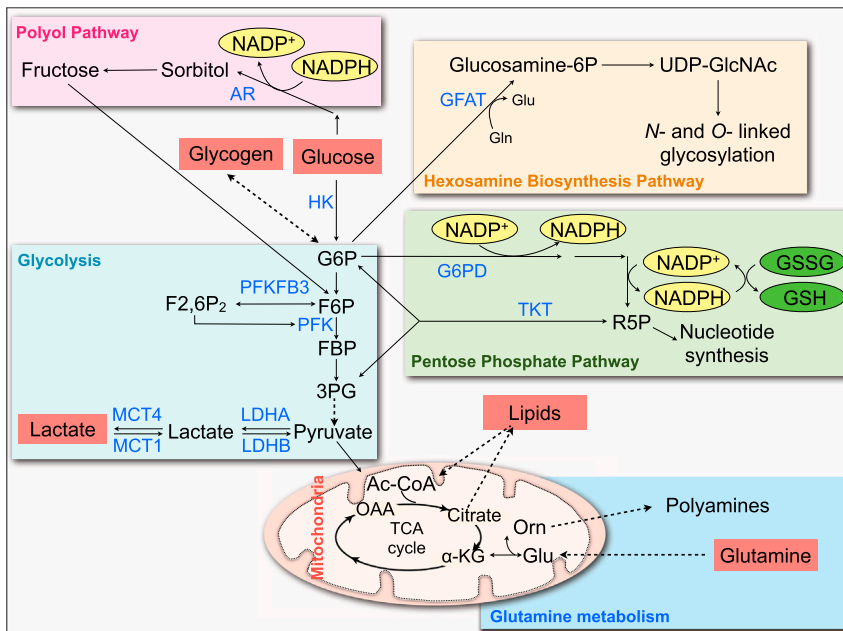 Polyol Pathway
NADP+
NADPH
Fructose
Sorbitol
AR
Glycogen
Glucose
HK
Glucosamine-6P
UDP-GlcNAc
GFAT
Glu
Gln
N- and O- linked
glycosylation
Hexosamine Biosynthesis Pathway
Glycolysis
G6P
PFKFB3
F2,6P2
F6P
PFK
FBP
3PG
MCT4
LDHA
Lactate
Lactate
Pyruvate
MCT1
LDHB
NADP+
NADPH
G6PD
NADP+
GSSG
NADPH
GSH
TKT
R5P
Nucleotide
synthesis
Pentose Phosphate Pathway
Lipids
Mitochondria
Ac-CoA
OAA
Citrate
TCA
cycle
Orn
α-KG
Glu
Polyamines
Glutamine
Glutamine metabolism